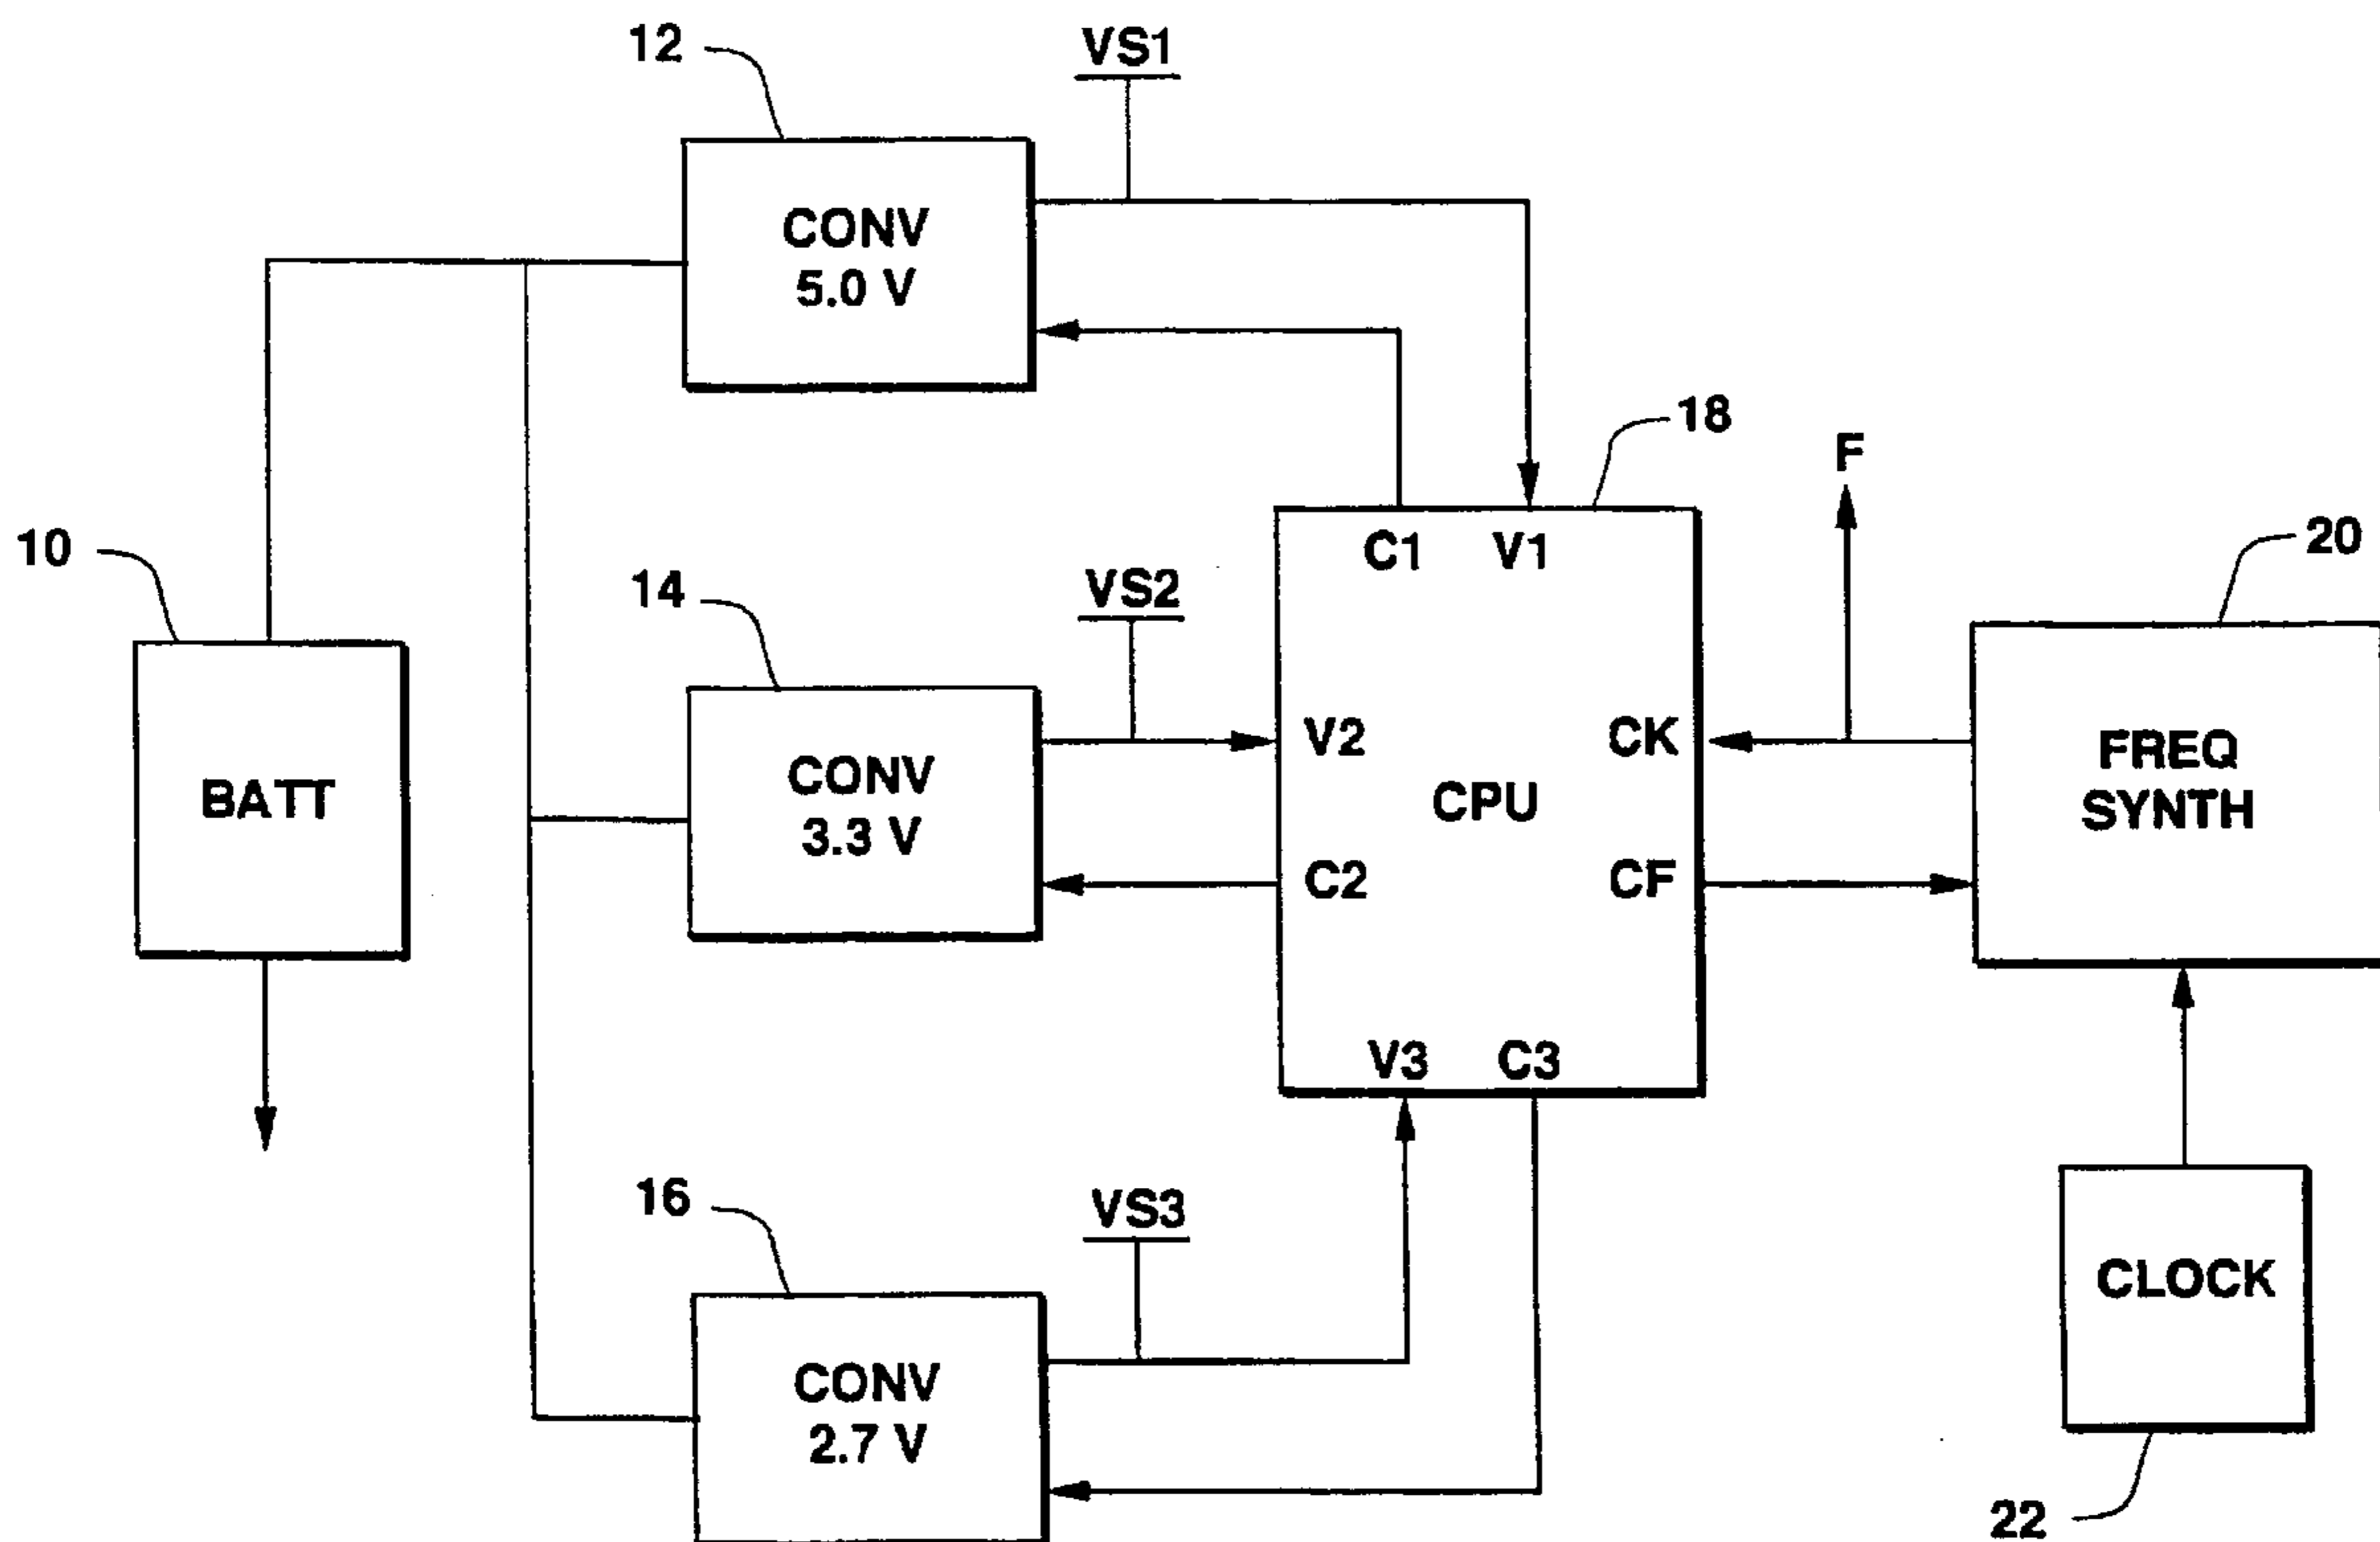 12
VS1
CONV
5.0 V
18
F
10
14
VS2
C1 V1
20
BATT
CONV
3.3 V
V2
C2
CPU
CK
CF
FREQ
SYNTH
V3 C3
16
VS3
CONV
2.7 V
CLOCK
22